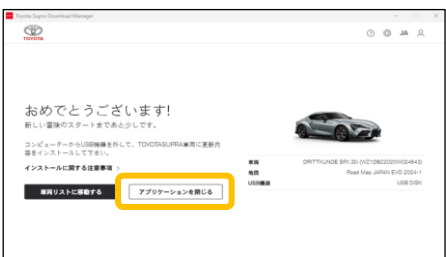 Toyota Supra Download Manager
TOYOTA
JA
おめでとうございます!
新しい冒険のスタートまであと少しです。
コンピューターからUSB機器を外して、TOYOTASUPRA車両に更新内
容をインストールして下さい。
インストールに関する注意事項 >
車両リストに移動する
アプリケーションを閉じる
車両 DRITTKUNDE SPX 3D (WZ1DB22020W024643)
地図 Road Map JAPAN EVO 2024-1
USB機器 USB DISK